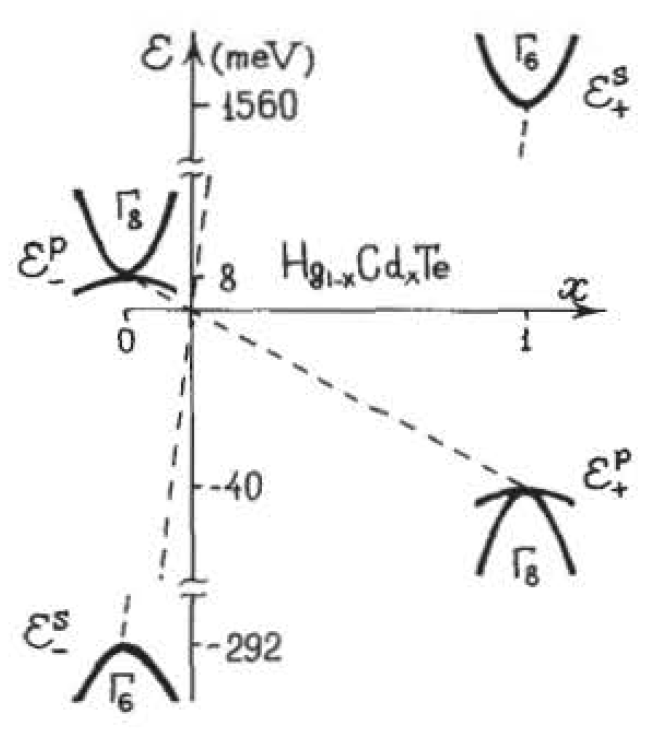 ε (meV)
Γ₆
1560
ε₊ˢ
Γ₈
ε₋ᵖ
8
Hg₁₋ₓCdₓTe
x
0
1
-40
ε₊ᵖ
Γ₈
ε₋ˢ
-292
Γ₆